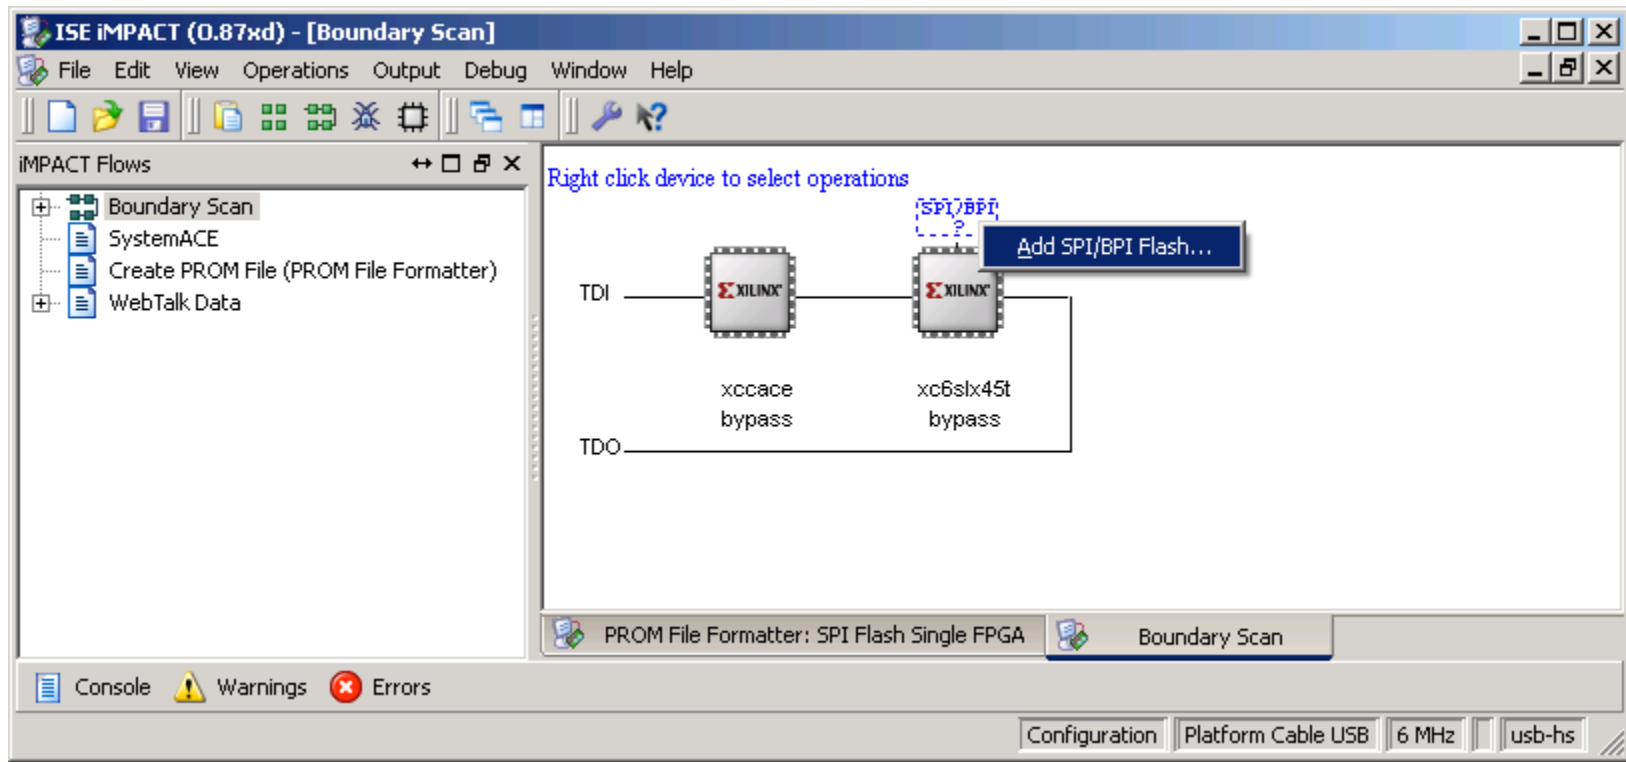 ISE iMPACT (0.87xd) - [Boundary Scan]
File Edit View Operations Output Debug Window Help
iMPACT Flows
Boundary Scan
SystemACE
Create PROM File (PROM File Formatter)
WebTalk Data
Right click device to select operations
SPI/BPI
?
Add SPI/BPI Flash...
TDI
XILINX
XILINX
xccace
bypass
xc6slx45t
bypass
TDO
PROM File Formatter: SPI Flash Single FPGA
Boundary Scan
Console Warnings Errors
Configuration Platform Cable USB 6 MHz usb-hs